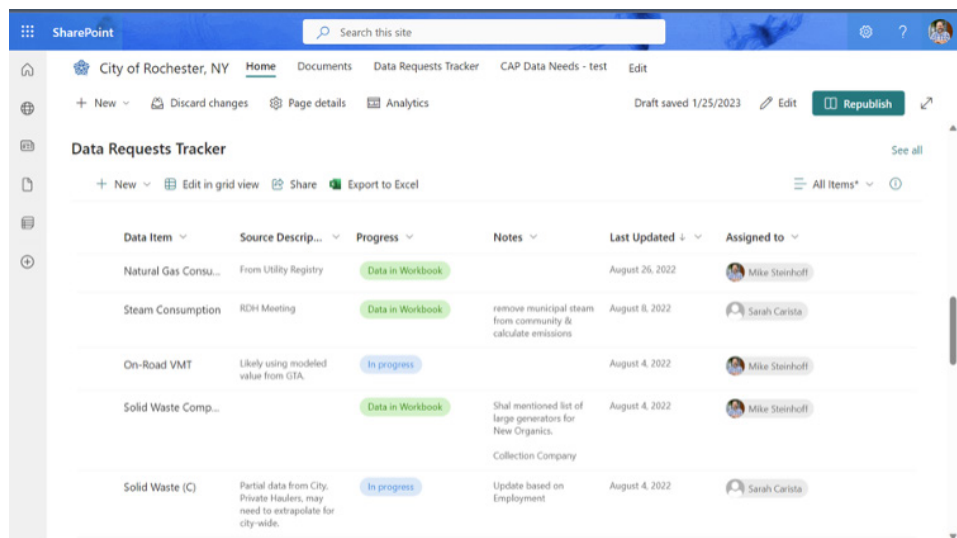 SharePoint
Search this site
?
City of Rochester, NY Home Documents Data Requests Tracker CAP Data Needs - test Edit
+ New Discard changes Page details Analytics Draft saved 1/25/2023 Edit Republish
Data Requests Tracker See all
+ New Edit in grid view Share Export to Excel All Items*
Data Item Source Descrip... Progress Notes Last Updated ↓ Assigned to
Natural Gas Consu... From Utility Registry Data in Workbook August 26, 2022 Mike Steinhoff
Steam Consumption RDH Meeting Data in Workbook remove municipal steam August 8, 2022 Sarah Carista
from community &
calculate emissions
On-Road VMT Likely using modeled In progress August 4, 2022 Mike Steinhoff
value from GTA.
Solid Waste Comp... Data in Workbook Shal mentioned list of August 4, 2022 Mike Steinhoff
large generators for
New Organics.
Collection Company
Solid Waste (C) Partial data from City. In progress Update based on August 4, 2022 Sarah Carista
Private Haulers, may Employment
need to extrapolate for
city-wide.